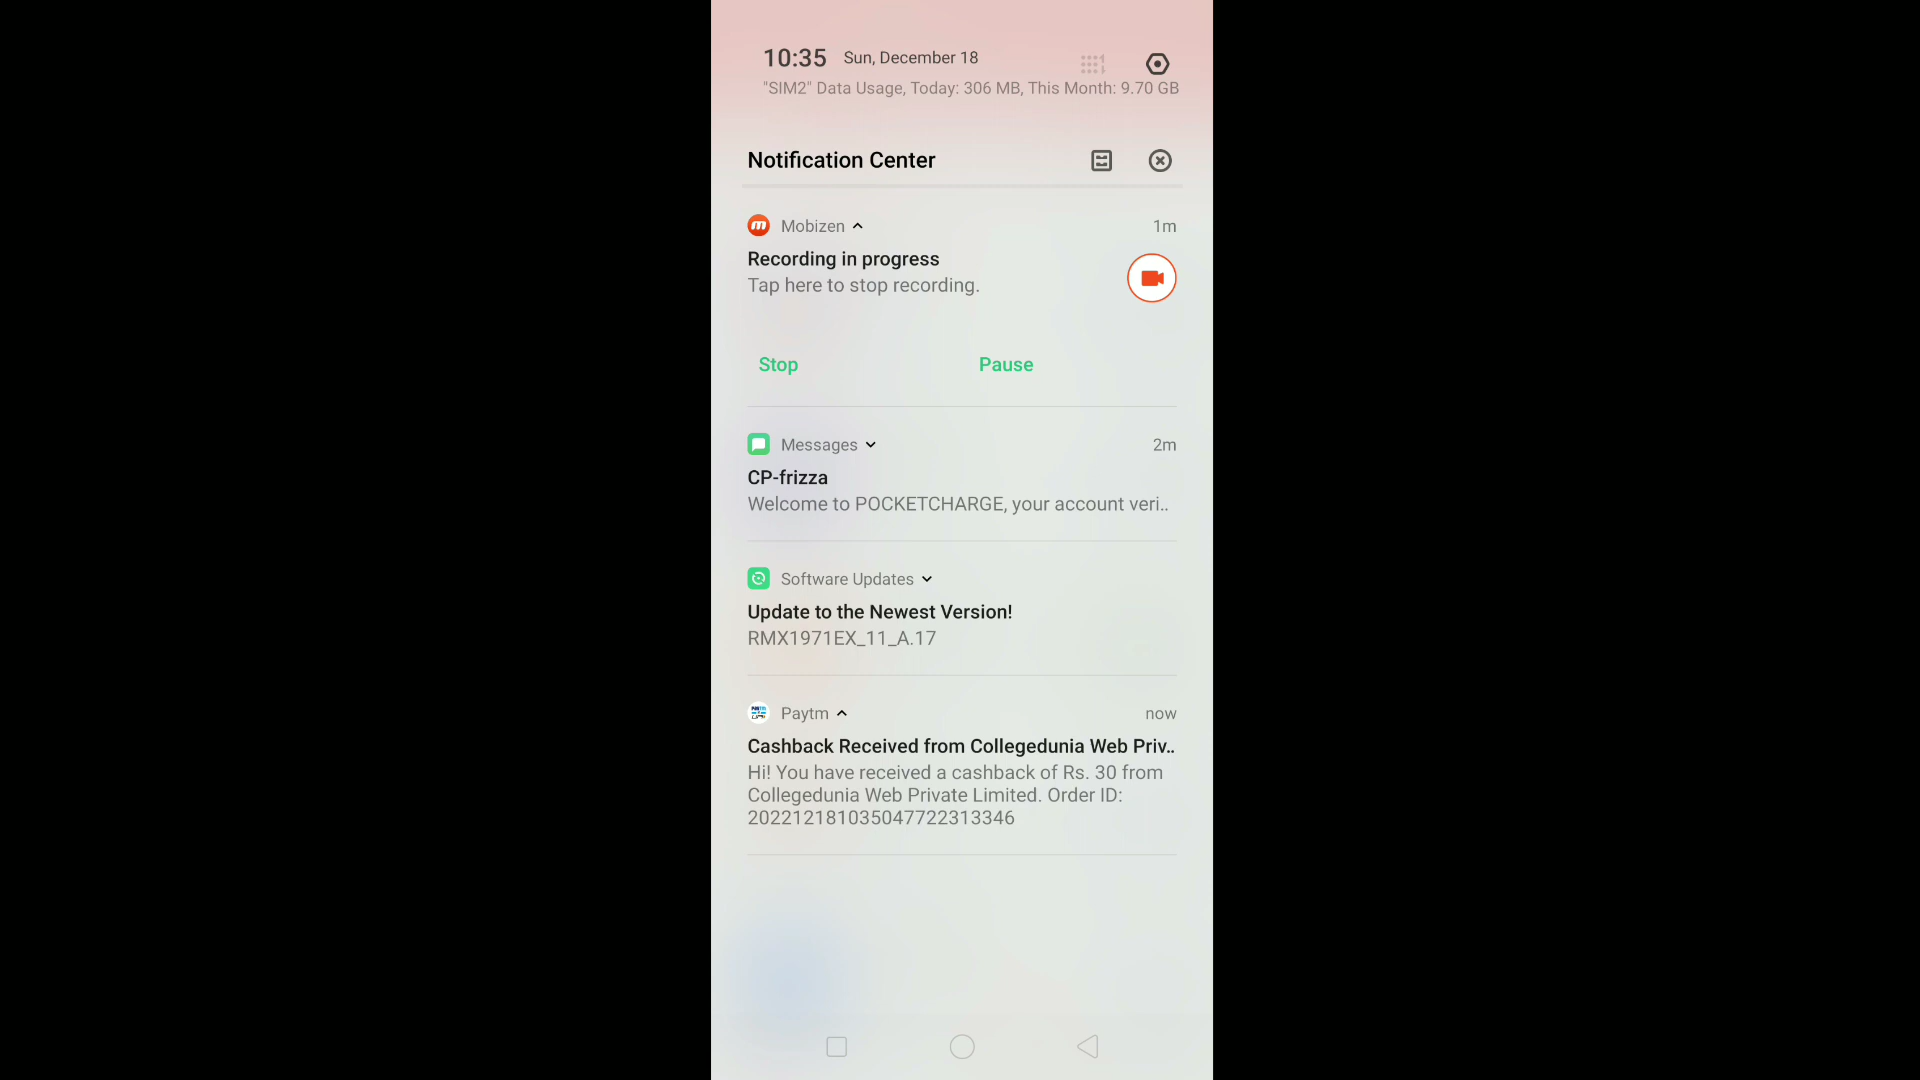 10:35 Sun, December 18
"SIM2" Data Usage, Today: 306 MB, This Month: 9.70 GB
Notification Center
Mobizen 1m
Recording in progress
Tap here to stop recording.
Stop Pause
Messages 2m
CP-frizza
Welcome to POCKETCHARGE, your account veri..
Software Updates
Update to the Newest Version!
RMX1971EX_11_A.17
Paytm now
Cashback Received from Collegedunia Web Priv..
Hi! You have received a cashback of Rs. 30 from
Collegedunia Web Private Limited. Order ID:
202212181035047722313346